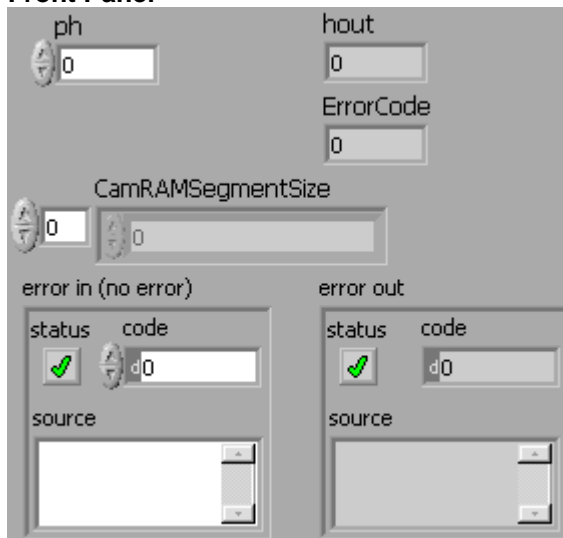 Front Panel
ph
hout
0
0
ErrorCode
0
CamRAMSegmentSize
0
0
error in (no error)
error out
status
code
status
code
d0
d0
source
source